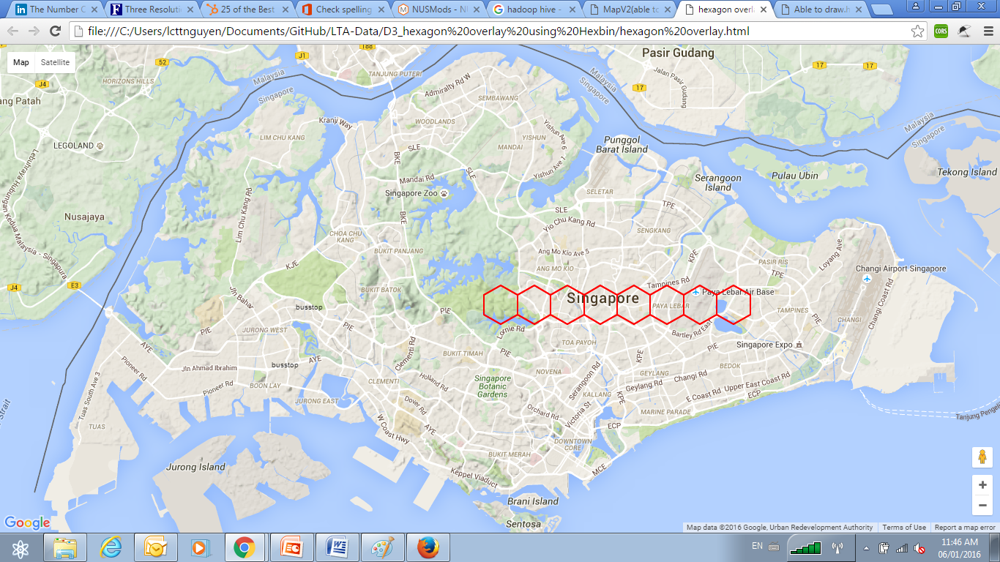 The Number C
Three Resoluti
25 of the Best
Check spelling
NUSMods - NU
hadoop hive -
MapV2(able to
hexagon overl
Able to draw.h
file:///C:/Users/lcttnguyen/Documents/GitHub/LTA-Data/D3_hexagon%20overlay%20using%20Hexbin/hexagon%20overlay.html
CORS
Map
Satellite
Pasir Gudang
J1
188
52
17
17
17
J4
TANJUNG PUTERI
HORIZONS HILLS
Malaysia
Singapore
Malaysia
Singapore
Jalan Pasir Gudang
Admiralty Rd W
SEMBAWANG
ang Patah
Kranji Way
WOODLANDS
Malaysia
Singapore
LIM CHU KANG
YISHUN
Yishun Ave 6
Punggol
Barat Island
LEGOLAND
SLE
MANDAI
BKE
Yishun Ave 1
Lebuhraya Hubungan Kedua Malaysia - Singapura
Mandai Rd
SLE
Serangoon
Island
Pulau Ubin
Tekong Island
Singapore Zoo
SELETAR
TPE
Lim Chu Kang Rd
Nusajaya
BKE
SLE
Yio Chu Kang Rd
CHOA CHU
KANG
SENGKANG
BUKIT PANJANG
Ang Mo Kio Ave 5
KPE
Loyang Ave
KJE
PASIR RIS
ANG MO KIO
TPE
Changi Airport Singapore
J4
E3
Jln Bahar
BUKIT BATOK
Tampines Rd
Paya Lebar Air Base
Singapore
PAYA LEBAR
Changi Coast Rd
busstop
PIE
TAMPINES
PIE
PIE
CHANGI
PIE
JURONG WEST
Lornie Rd
Bartley Rd East
TOA PAYOH
Singapore Expo
AYE
Clementi Rd
BUKIT TIMAH
PIE
KPE
PIE
Pioneer Rd
Jln Ahmad Ibrahim
busstop
AYE
BEDOK
NOVENA
Serangoon Rd
GEYLANG
Changi Rd
Tuas South Ave 3
Pioneer Rd
BOON LAY
CLEMENTI
Holland Rd
Singapore
Botanic
Gardens
Geylang Rd
Upper East Coast Rd
KALLANG
KPE
E Coast Rd
ECP
JURONG EAST
Dover Rd
Orchard Rd
Victoria St
MARINE PARADE
Strait
Tanjung Pengel
TUAS
W Coast Hwy
AYE
ECP
DOWNTOWN
CORE
BUKIT MERAH
Jurong Island
MCE
Keppel Viaduct
Brani Island
Sentosa
Google
Map data ©2016 Google, Urban Redevelopment Authority
Terms of Use
Report a map error
EN
11:46 AM
06/01/2016